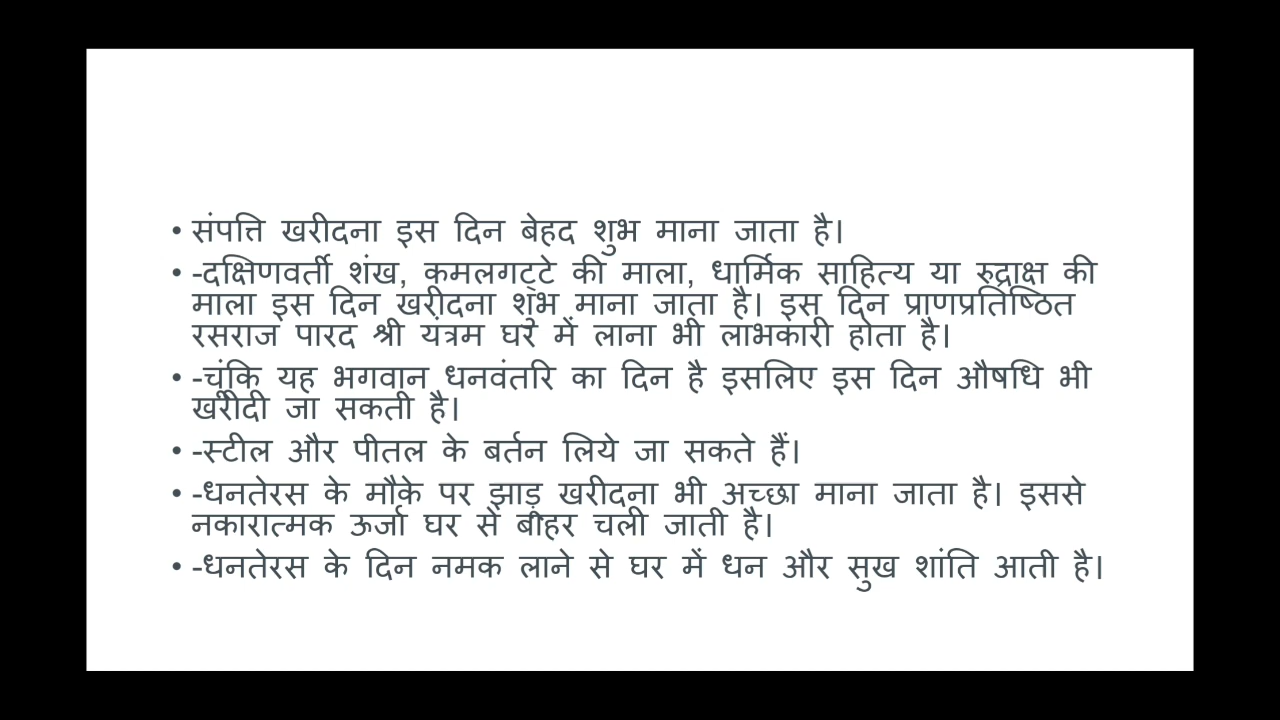 • संपत्ति खरीदना इस दिन बेहद शुभ माना जाता है।
• -दक्षिणवर्ती शंख, कमलगट्टे की माला, धार्मिक साहित्य या रुद्राक्ष की
माला इस दिन खरीदना शुभ माना जाता है। इस दिन प्राणप्रतिष्ठित
रसराज पारद श्री यंत्रम घर में लाना भी लाभकारी होता है।
• -चूंकि यह भगवान धनवंतरि का दिन है इसलिए इस दिन औषधि भी
खरीदी जा सकती है।
• -स्टील और पीतल के बर्तन लिये जा सकते हैं।
• -धनतेरस के मौके पर झाड़ू खरीदना भी अच्छा माना जाता है। इससे
नकारात्मक ऊर्जा घर से बाहर चली जाती है।
• -धनतेरस के दिन नमक लाने से घर में धन और सुख शांति आती है।